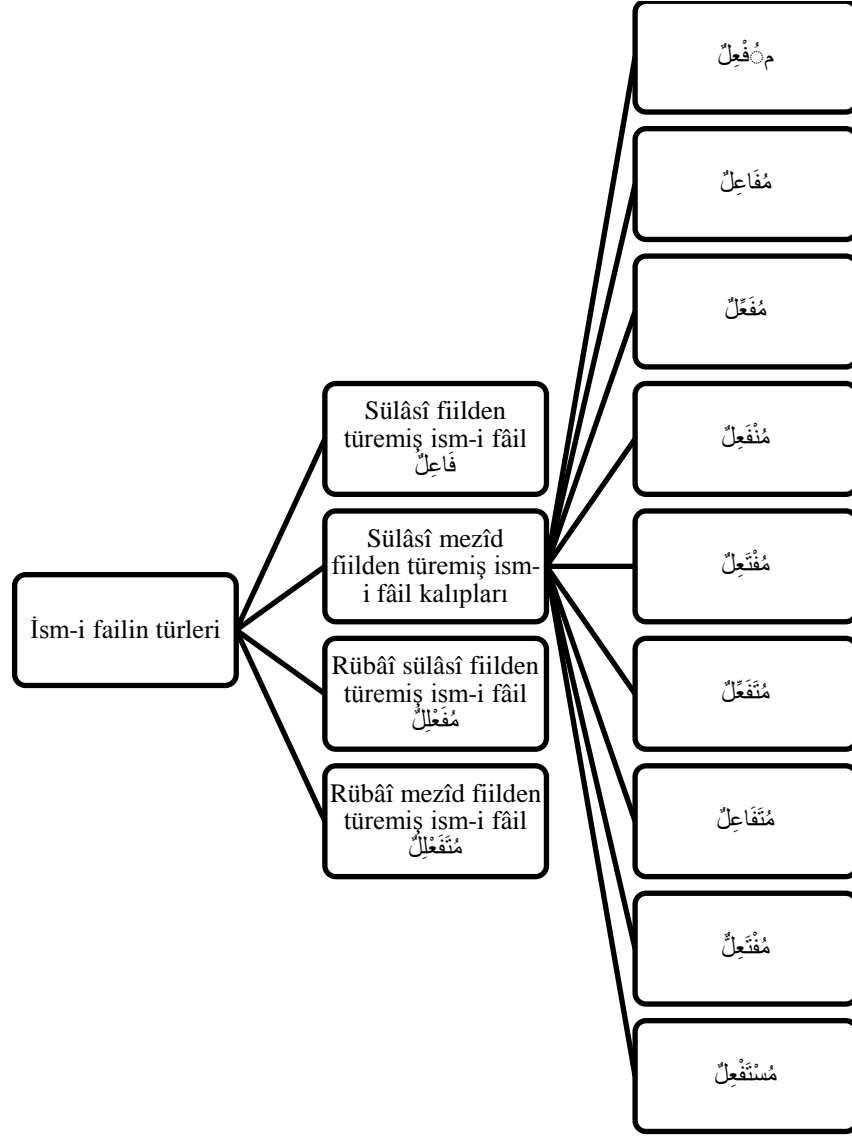 İsm-i failin türleri
Sülâsî fiilden
türemiş ism-i fâil
فَاعِلٌ
Sülâsî mezîd
fiilden türemiş ism-
i fâil kalıpları
Rübâî sülâsî fiilden
türemiş ism-i fâil
مُفَعْلِلٌ
Rübâî mezîd fiilden
türemiş ism-i fâil
مُتَفَعْلِلٌ
مُفْعِلٌ
مُفَاعِلٌ
مُفَعِّلٌ
مُنْفَعِلٌ
مُفْتَعِلٌ
مُتَفَعِّلٌ
مُتَفَاعِلٌ
مُفْتَعِلٌّ
مُسْتَفْعِلٌ